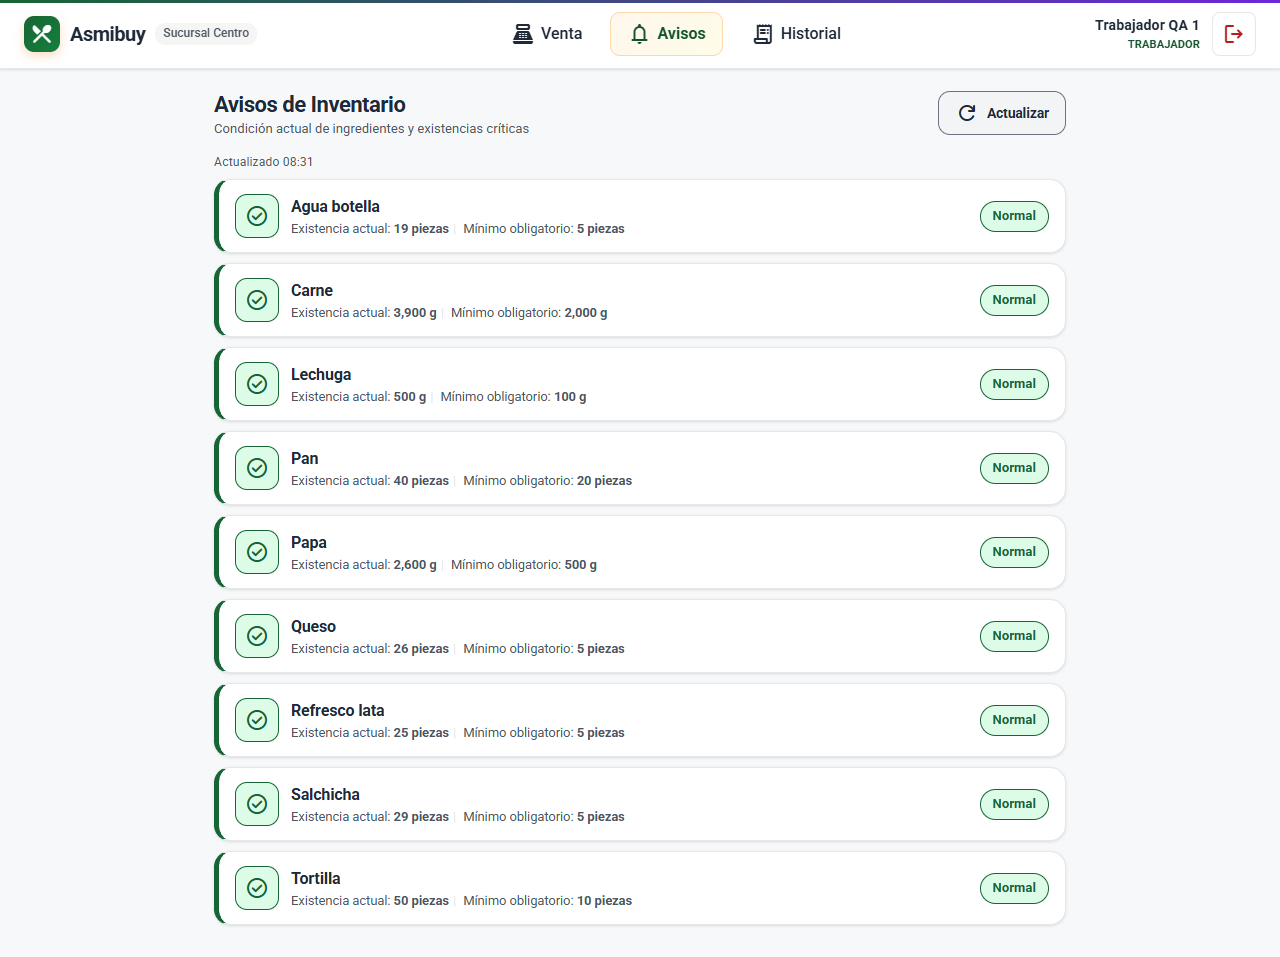 Asmibuy
Sucursal Centro
Venta
Avisos
Historial
Trabajador QA 1
TRABAJADOR
Avisos de Inventario
Condición actual de ingredientes y existencias críticas
Actualizar
Actualizado 08:31
Agua botella
Existencia actual: 19 piezas | Mínimo obligatorio: 5 piezas
Normal
Carne
Existencia actual: 3,900 g | Mínimo obligatorio: 2,000 g
Normal
Lechuga
Existencia actual: 500 g | Mínimo obligatorio: 100 g
Normal
Pan
Existencia actual: 40 piezas | Mínimo obligatorio: 20 piezas
Normal
Papa
Existencia actual: 2,600 g | Mínimo obligatorio: 500 g
Normal
Queso
Existencia actual: 26 piezas | Mínimo obligatorio: 5 piezas
Normal
Refresco lata
Existencia actual: 25 piezas | Mínimo obligatorio: 5 piezas
Normal
Salchicha
Existencia actual: 29 piezas | Mínimo obligatorio: 5 piezas
Normal
Tortilla
Existencia actual: 50 piezas | Mínimo obligatorio: 10 piezas
Normal